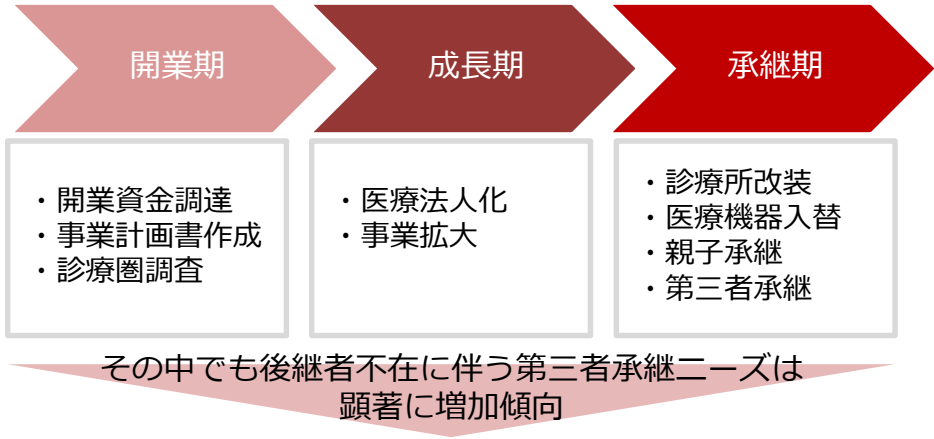 開業期
成長期
承継期
・開業資金調達
・事業計画書作成
・診療圏調査
・医療法人化
・事業拡大
・診療所改装
・医療機器入替
・親子承継
・第三者承継
その中でも後継者不在に伴う第三者承継ニーズは
顕著に増加傾向